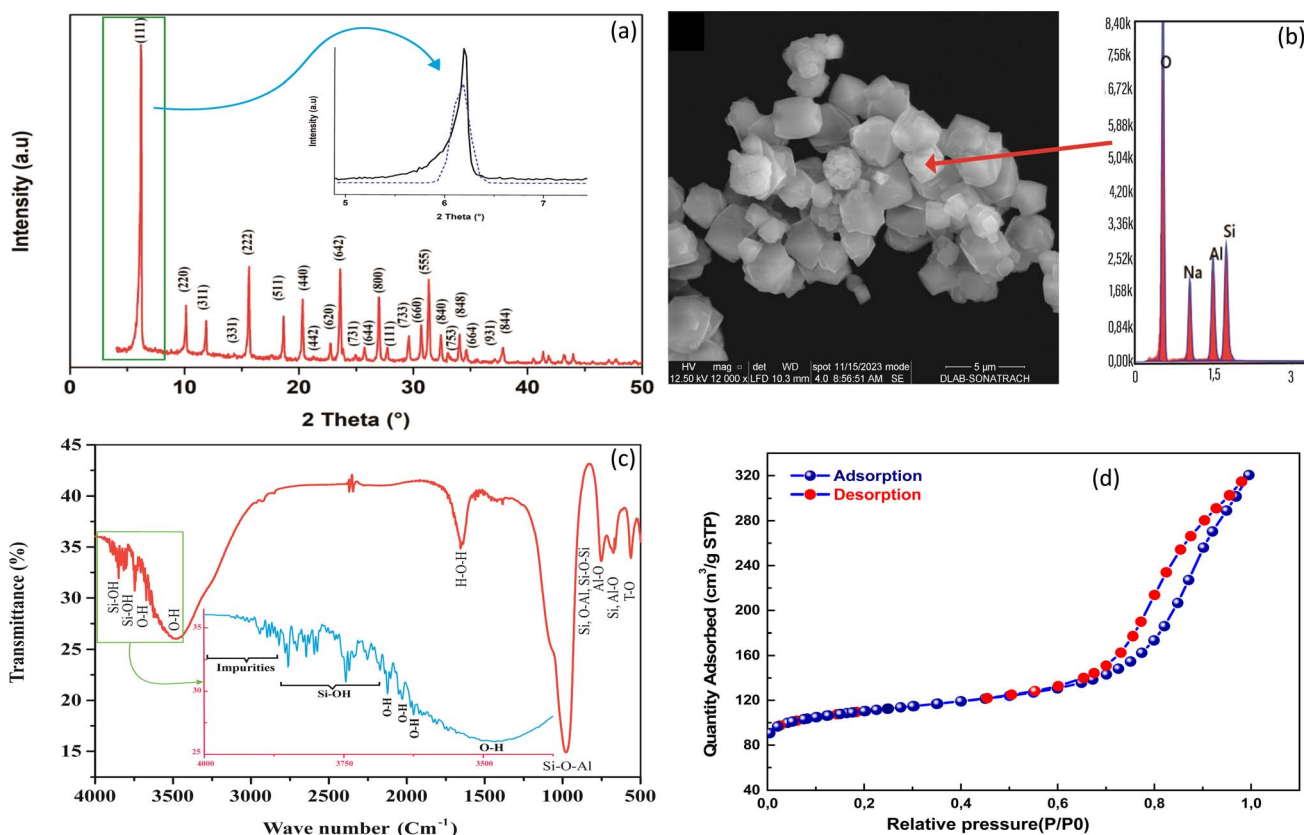 (a)
Intensity (a.u)
(111)
(220)
(311)
(331)
(222)
(511)
(440)
(442)
(620)
(642)
(731)
(644)
(800)
(111)
(733)
(660)
(555)
(840)
(753)
(848)
(664)
(931)
(844)
0 10 20 30 40 50
2 Theta (°)
Intensity (a.u)
5 6 7
2 Theta (°)
HV mag □ det WD spot 11/15/2023 mode
12.50 kV 12 000 x LFD 10.3 mm 4.0 8:56:51 AM SE
5 µm
DLAB-SONATRACH
(b)
8,40k
7,56k
6,72k
5,88k
5,04k
4,20k
3,36k
2,52k
1,68k
0,84k
0,00k
O
Na
Al
Si
0 1,5 3
(c)
Transmittance (%)
45
40
35
30
25
20
15
Si-OH
Si-OH
O-H
O-H
H-O-H
Si, O-Al, Si-O-Si
Al-O
Si, Al-O
T-O
Si-O-Al
35
30
25
Impurities
Si-OH
O-H
O-H
O-H
O-H
4000 3750 3500
4000 3500 3000 2500 2000 1500 1000 500
Wave number (Cm⁻¹)
(d)
Adsorption
Desorption
Quantity Adsorbed (cm³/g STP)
320
280
240
200
160
120
80
40
0,0 0,2 0,4 0,6 0,8 1,0
Relative pressure(P/P0)